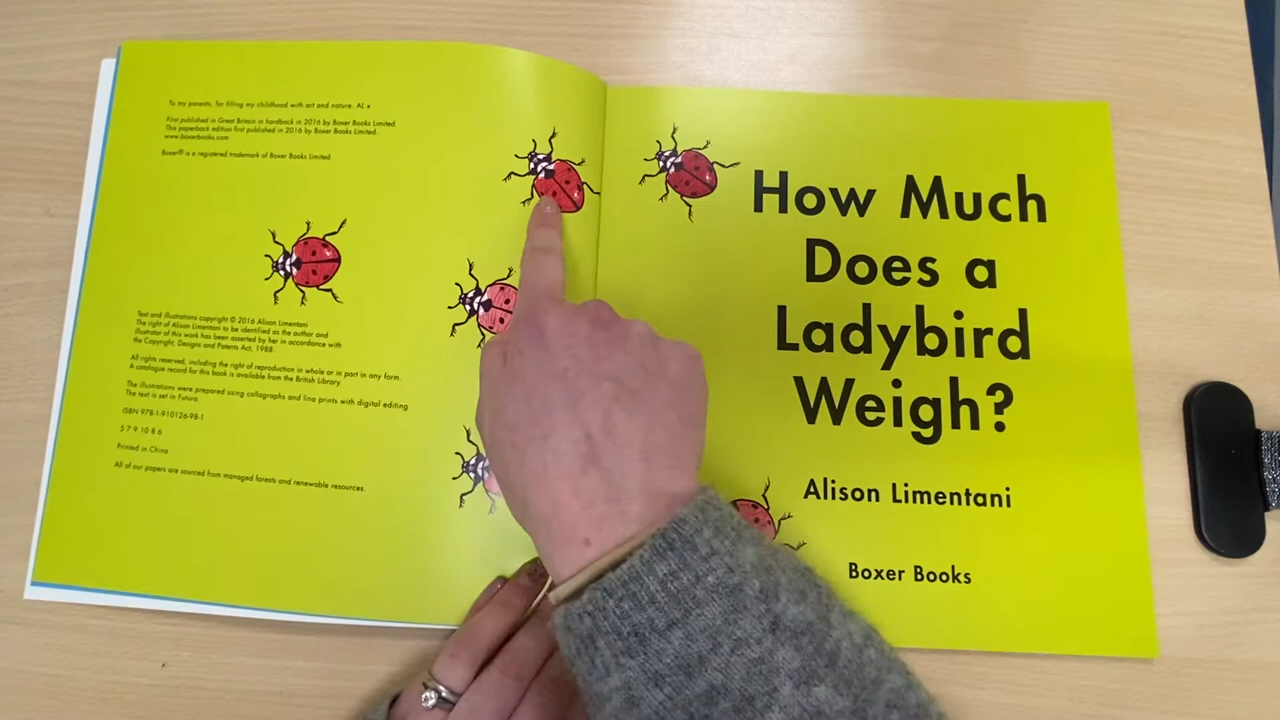 To my parents, for filling my childhood with art and nature. AL x
First published in Great Britain in hardback in 2016 by Boxer Books Limited.
This paperback edition first published in 2016 by Boxer Books Limited.
www.boxerbooks.com
Boxer® is a registered trademark of Boxer Books Limited
Text and illustrations copyright © 2016 Alison Limentani
The right of Alison Limentani to be identified as the author and
illustrator of this work has been asserted by her in accordance with
the Copyright, Designs and Patents Act, 1988.
All rights reserved, including the right of reproduction in whole or in part in any form.
A catalogue record for this book is available from the British Library.
The illustrations were prepared using collagraphs and lino prints with digital editing.
The text is set in Futura.
ISBN 978-1-910126-98-1
5 7 9 10 8 6
Printed in China
All of our papers are sourced from managed forests and renewable resources.
How Much
Does a
Ladybird
Weigh?
Alison Limentani
Boxer Books